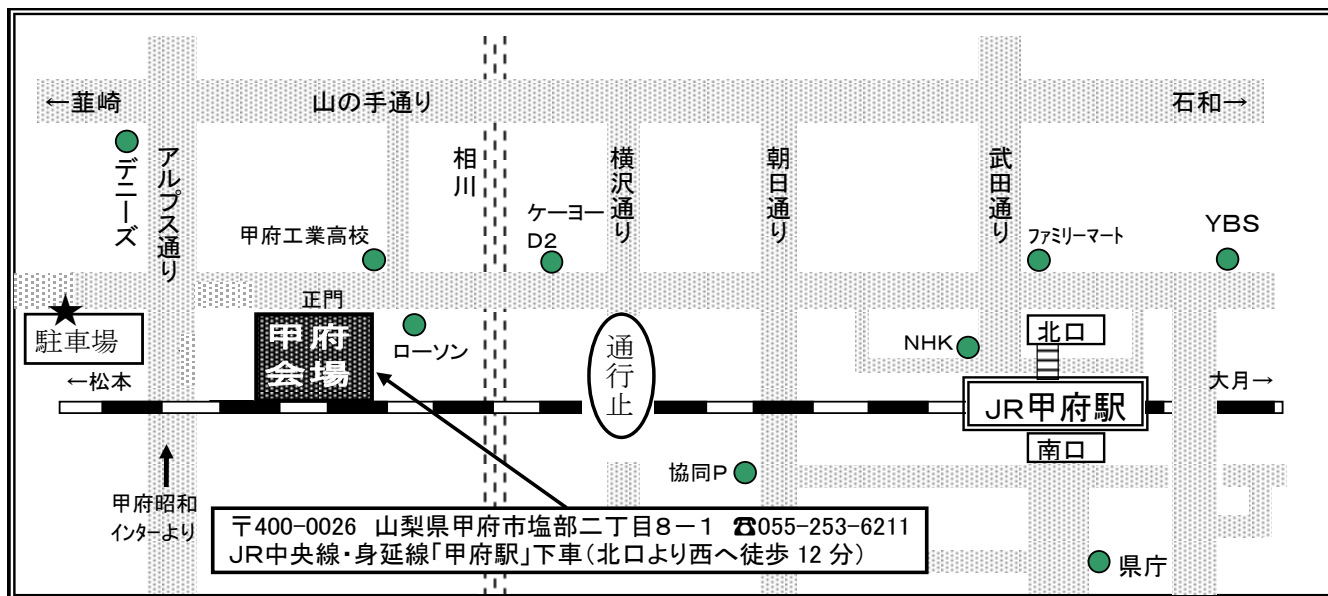 ←韮崎
山の手通り
石和→
デニーズ
アルプス通り
相川
横沢通り
朝日通り
武田通り
甲府工業高校
ケーヨー
D2
ファミリーマート
YBS
正門
駐車場
甲府
会場
ローソン
通行止
NHK
北口
←松本
大月→
JR甲府駅
南口
協同P
甲府昭和
インターより
〒400-0026 山梨県甲府市塩部二丁目8－1 ☎055-253-6211
JR中央線・身延線「甲府駅」下車（北口より西へ徒歩 12 分）
県庁